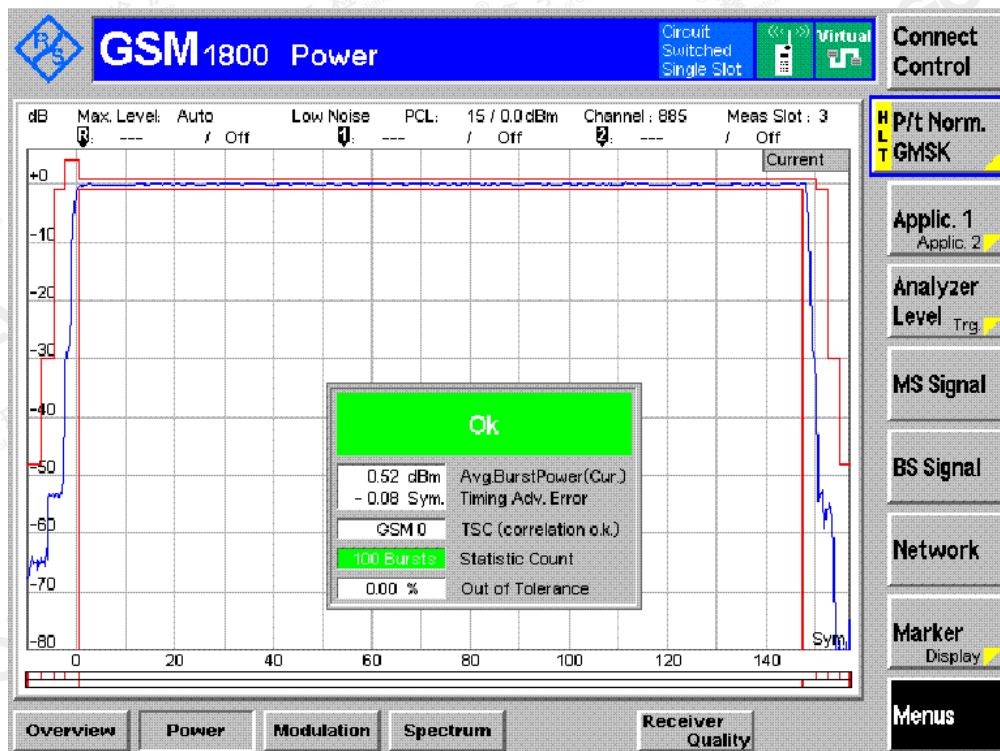 R/S
GSM 1800 Power
Circuit
Switched
Single Slot
Virtual
Connect
Control
dB Max. Level: Auto Low Noise PCL: 15 / 0.0 dBm Channel : 885 Meas Slot : 3
R: --- / Off 1: --- / Off 2: --- / Off
Current
HLT
P/t Norm.
GMSK
Applic. 1
Applic. 2
Analyzer
Level Trg.
MS Signal
BS Signal
Network
Marker
Display
Menus
+0
-10
-20
-30
-40
-50
-60
-70
-80
Ok
0.52 dBm Avg.BurstPower(Cur.)
- 0.08 Sym. Timing Adv. Error
GSM 0 TSC (correlation o.k.)
100 Bursts Statistic Count
0.00 % Out of Tolerance
Sym.
0 20 40 60 80 100 120 140
Overview Power Modulation Spectrum Receiver
Quality